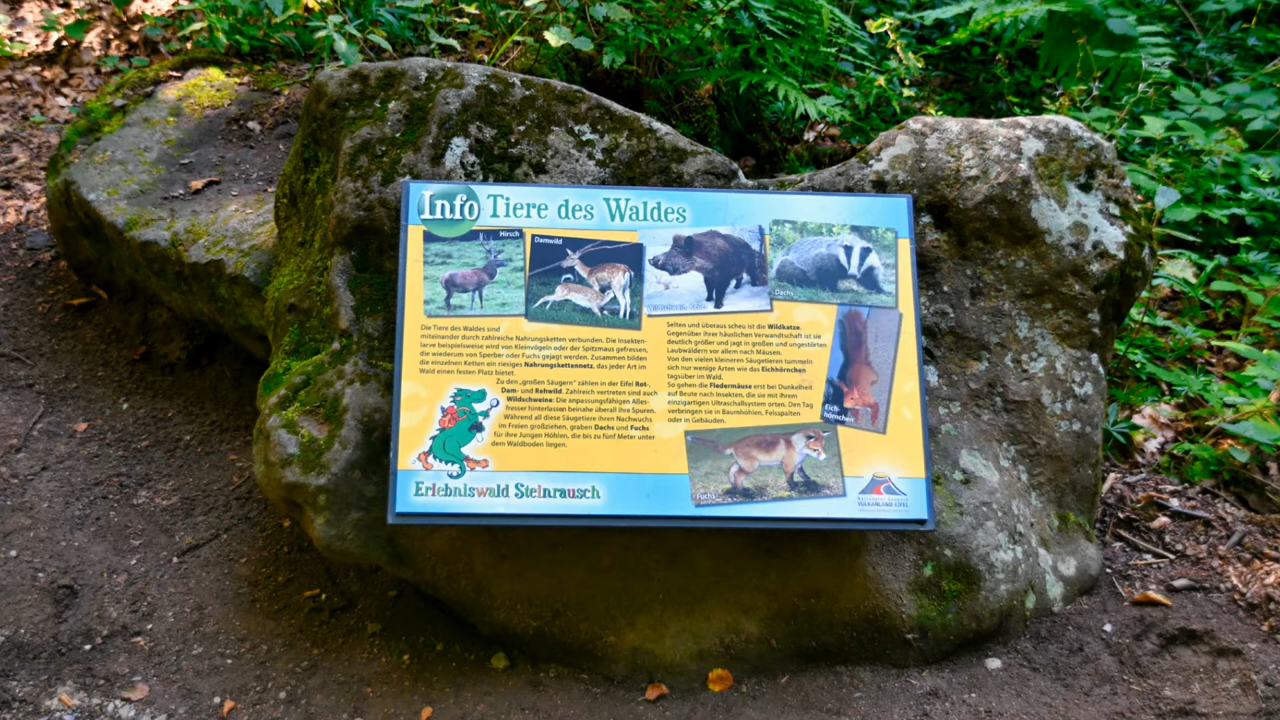 Info Tiere des Waldes
Hirsch
Damwild
Dachs
Die Tiere des Waldes sind
miteinander durch zahlreiche Nahrungsketten verbunden. Die Insekten-
larve beispielsweise wird von Kleinvögeln oder der Spitzmaus gefressen,
die wiederum von Sperber oder Fuchs gejagt werden. Zusammen bilden
die einzelnen Ketten ein riesiges Nahrungskettennetz, das jeder Art im
Wald einen festen Platz bietet.
Zu den „großen Säugern“ zählen in der Eifel Rot-,
Dam- und Rehwild. Zahlreich vertreten sind auch
Wildschweine: Die anpassungsfähigen Alles-
fresser hinterlassen beinahe überall ihre Spuren.
Während all diese Säugetiere ihren Nachwuchs
im Freien großziehen, graben Dachs und Fuchs
für ihre Jungen Höhlen, die bis zu fünf Meter unter
dem Waldboden liegen.
Selten und überaus scheu ist die Wildkatze.
Gegenüber ihrer häuslichen Verwandtschaft ist sie
deutlich größer und jagt in großen und ungestörten
Laubwäldern vor allem nach Mäusen.
Von den vielen kleineren Säugetieren tummeln
sich nur wenige Arten wie das Eichhörnchen
tagsüber im Wald.
So gehen die Fledermäuse erst bei Dunkelheit
auf Beute nach Insekten, die sie mit ihrem
einzigartigen Ultraschallsystem orten. Den Tag
verbringen sie in Baumhöhlen, Felsspalten
oder in Gebäuden.
Eich-
hörnchen
Fuchs
Erlebniswald Steinrausch
Nationaler Geopark
VULKANLAND EIFEL